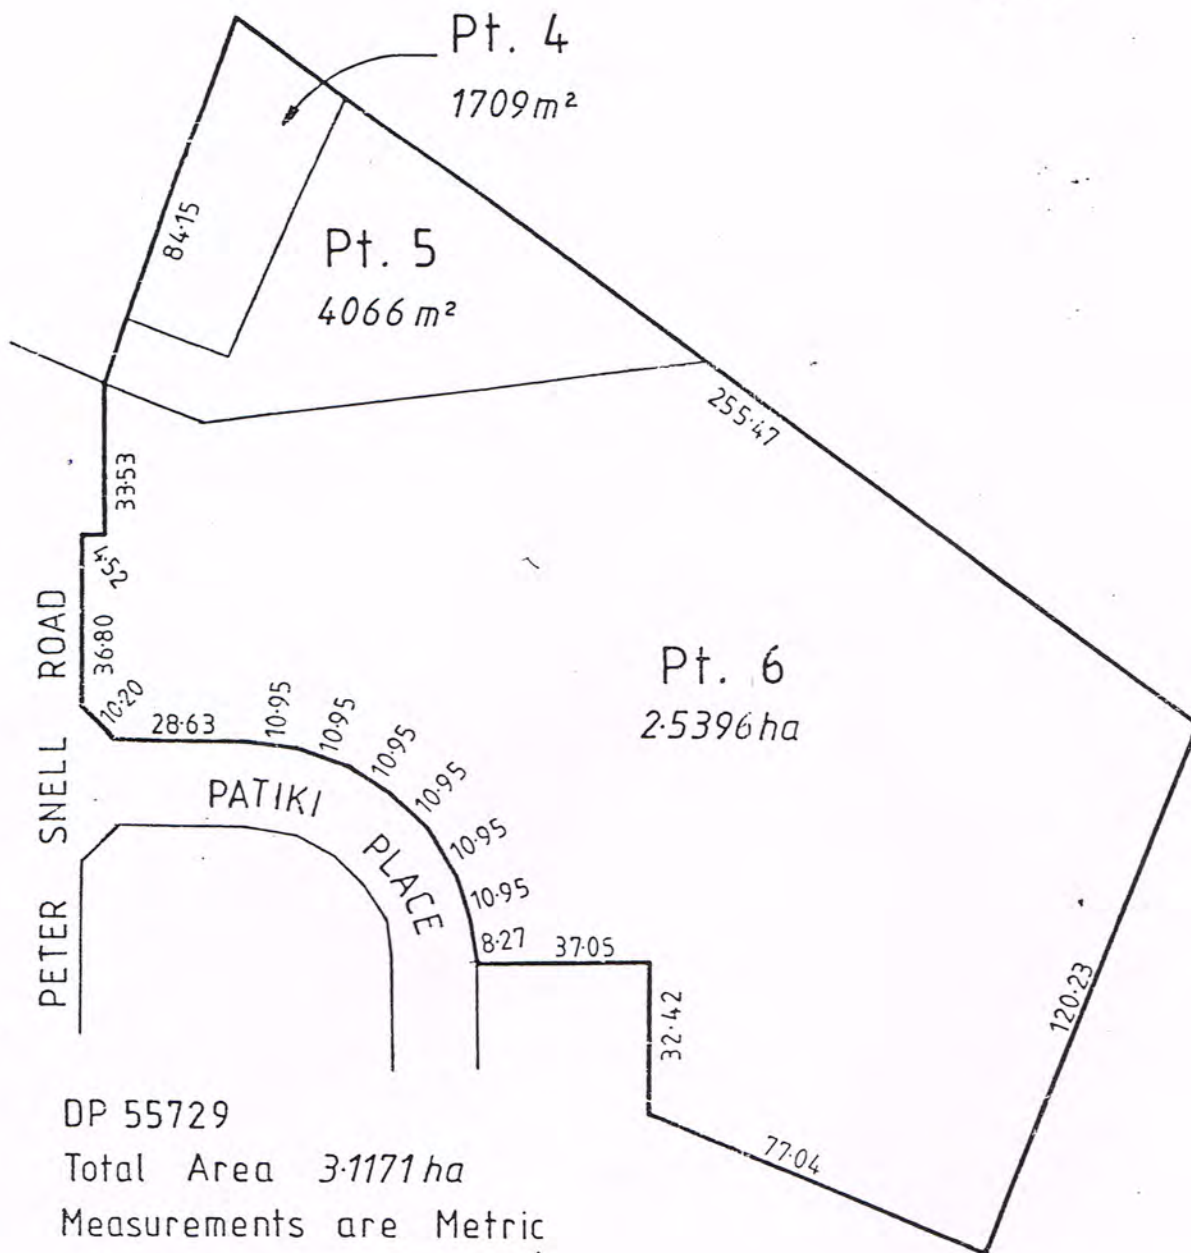 Pt. 4
1709m²
84·15
Pt. 5
4066 m²
255·47
33·53
4·52
36·80
10·20
28·63
10·95
10·95
10·95
10·95
10·95
10·95
8·27
37·05
32·42
77·04
120·23
Pt. 6
2·5396ha
PATIKI PLACE
PETER SNELL ROAD
DP 55729
Total Area 3·1171 ha
Measurements are Metric